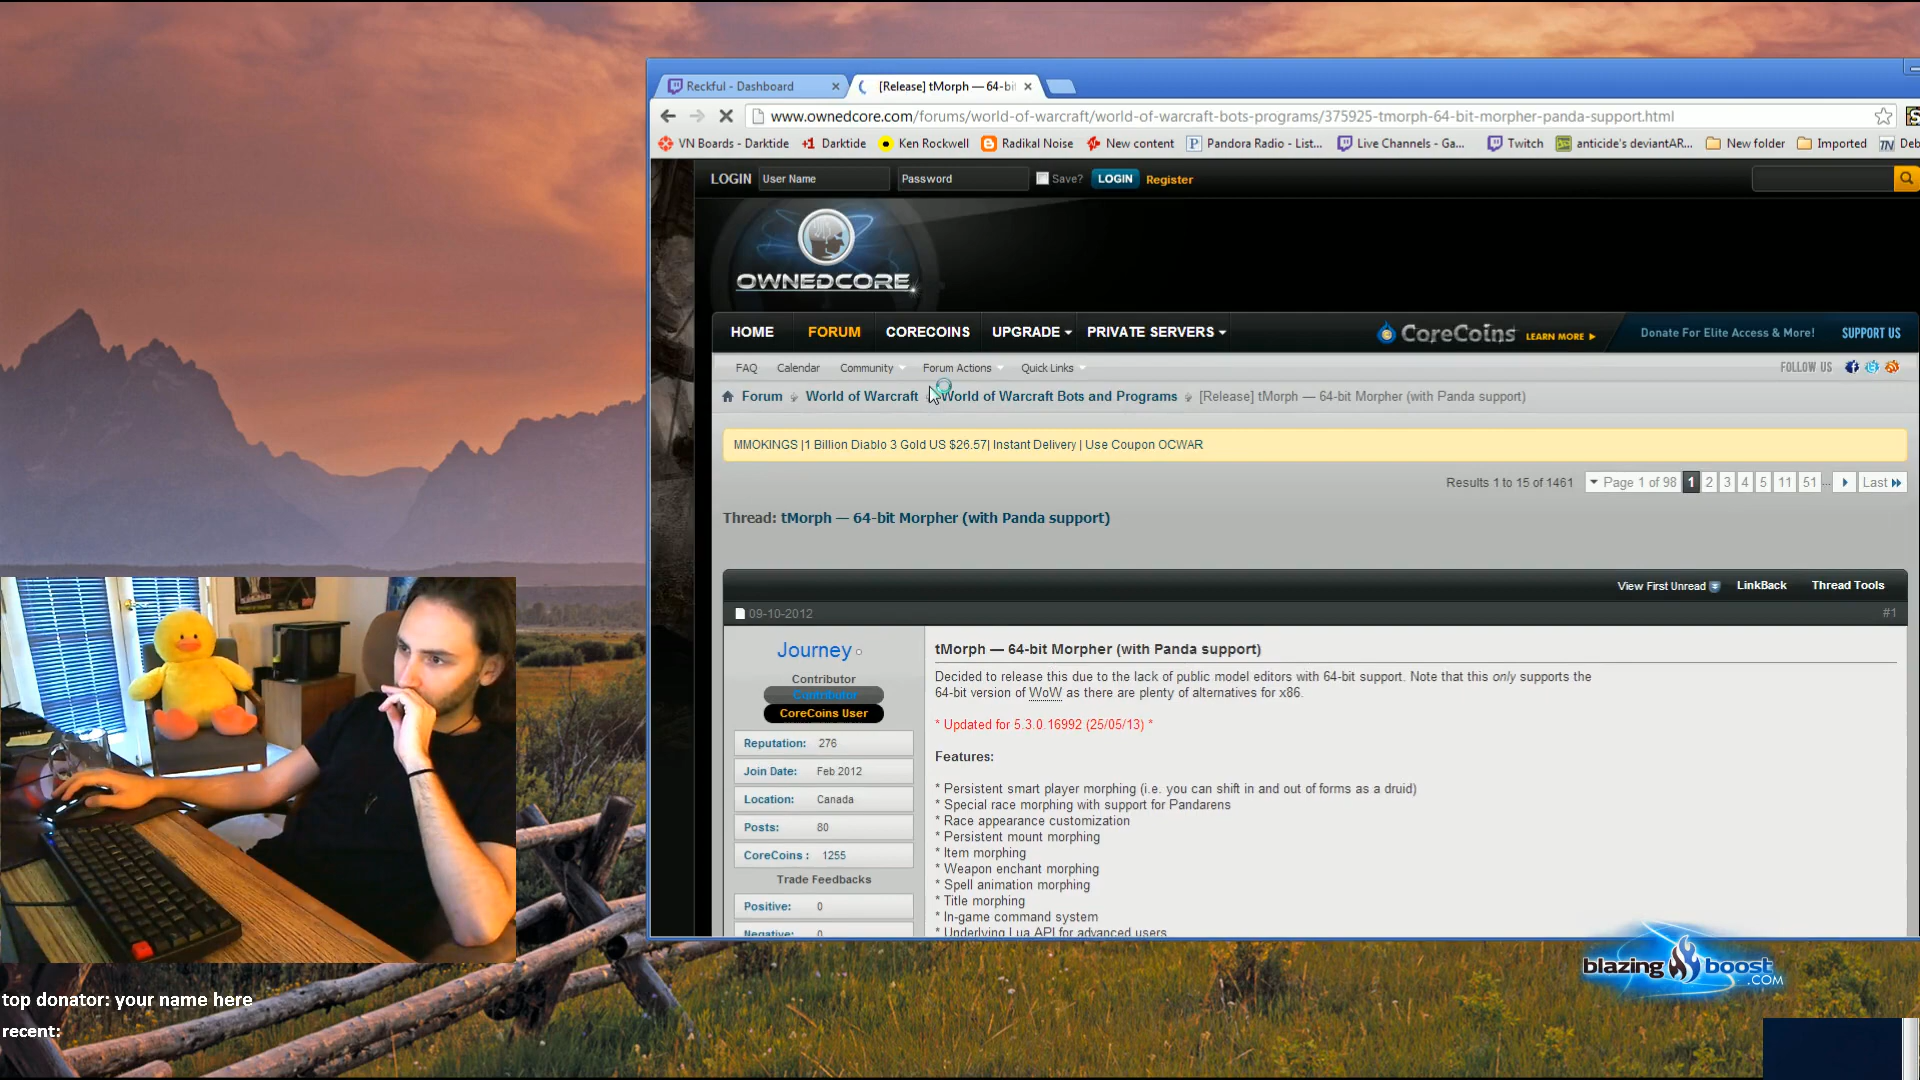 Reckful - Dashboard
[Release] tMorph — 64-bit
www.ownedcore.com/forums/world-of-warcraft/world-of-warcraft-bots-programs/375925-tmorph-64-bit-morpher-panda-support.html
VN Boards - Darktide
+1 Darktide
Ken Rockwell
Radikal Noise
New content
P Pandora Radio - List...
Live Channels - Ga...
Twitch
anticide's deviantAR...
New folder
Imported
TN Deb
LOGIN User Name Password Save? LOGIN Register
OWNEDCORE
HOME FORUM CORECOINS UPGRADE PRIVATE SERVERS
CoreCoins LEARN MORE
Donate For Elite Access & More! SUPPORT US
FAQ Calendar Community Forum Actions Quick Links
FOLLOW US
Forum World of Warcraft World of Warcraft Bots and Programs [Release] tMorph — 64-bit Morpher (with Panda support)
MMOKINGS |1 Billion Diablo 3 Gold US $26.57| Instant Delivery | Use Coupon OCWAR
Results 1 to 15 of 1461 Page 1 of 98 1 2 3 4 5 11 51 ... Last
Thread: tMorph — 64-bit Morpher (with Panda support)
View First Unread LinkBack Thread Tools
09-10-2012 #1
Journey
Contributor
Contributor
CoreCoins User
Reputation: 276
Join Date: Feb 2012
Location: Canada
Posts: 80
CoreCoins : 1255
Trade Feedbacks
Positive: 0
Negative: 0
tMorph — 64-bit Morpher (with Panda support)
Decided to release this due to the lack of public model editors with 64-bit support. Note that this only supports the
64-bit version of WoW as there are plenty of alternatives for x86.
* Updated for 5.3.0.16992 (25/05/13) *
Features:
* Persistent smart player morphing (i.e. you can shift in and out of forms as a druid)
* Special race morphing with support for Pandarens
* Race appearance customization
* Persistent mount morphing
* Item morphing
* Weapon enchant morphing
* Spell animation morphing
* Title morphing
* In-game command system
* Underlying Lua API for advanced users
blazing boost
.COM
top donator: your name here
recent: